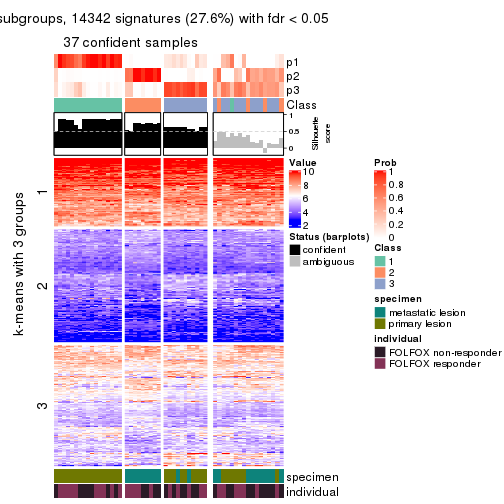 subgroups, 14342 signatures (27.6%) with fdr < 0.05
37 confident samples
p1
p2
p3
Class
1
0.5
0
Silhouette
score
k-means with 3 groups
1
2
3
specimen
individual
Value
10
8
6
4
2
Status (barplots)
confident
ambiguous
Prob
1
0.8
0.6
0.4
0.2
0
Class
1
2
3
specimen
metastatic lesion
primary lesion
individual
FOLFOX non-responder
FOLFOX responder